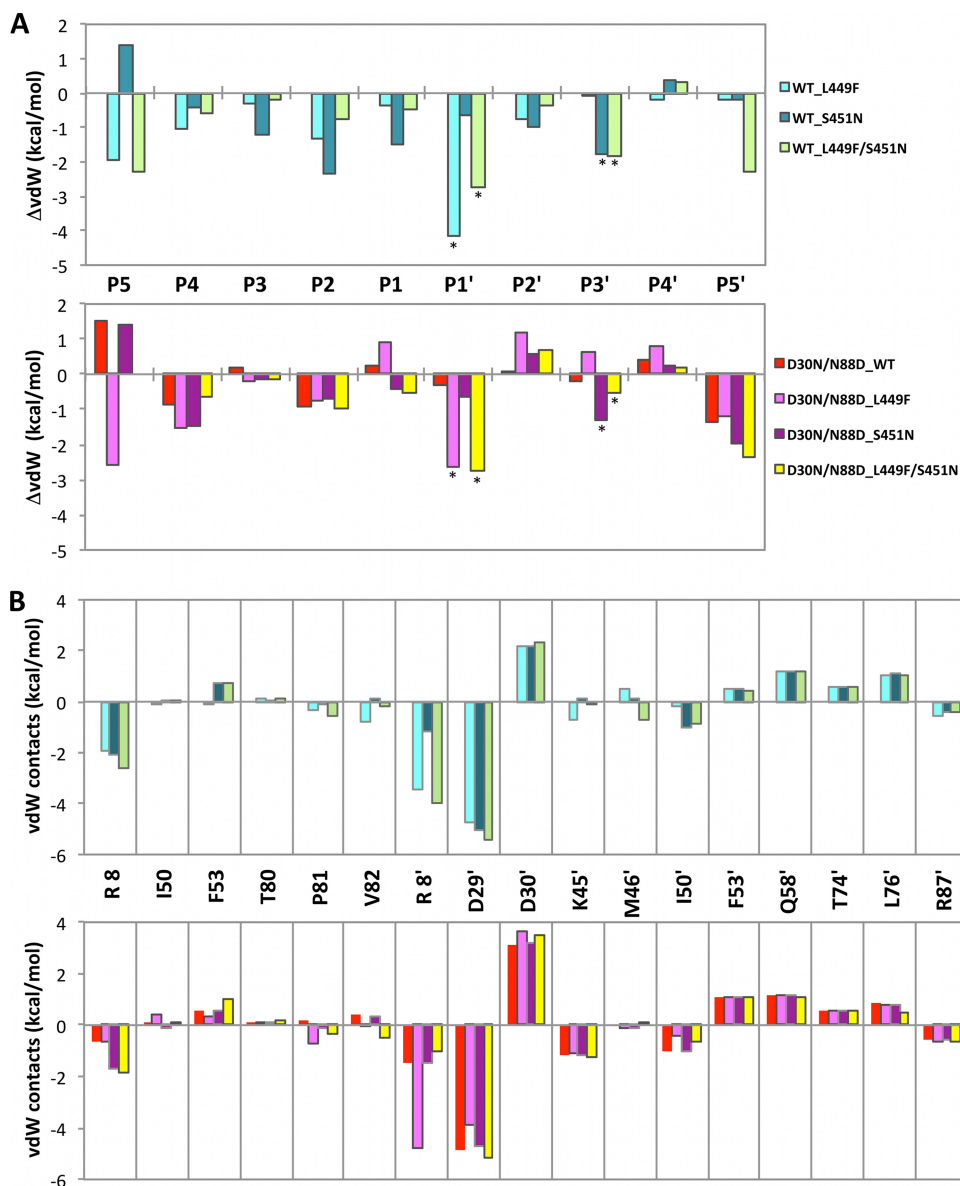 A
2
1
0
-1
-2
-3
-4
-5
ΔvdW (kcal/mol)
* * * *
WT_L449F
WT_S451N
WT_L449F/S451N
P5 P4 P3 P2 P1 P1' P2' P3' P4' P5'
2
1
0
-1
-2
-3
-4
-5
ΔvdW (kcal/mol)
* * * *
D30N/N88D_WT
D30N/N88D_L449F
D30N/N88D_S451N
D30N/N88D_L449F/S451N
B
4
2
0
-2
-4
-6
vdW contacts (kcal/mol)
R 8 I50 F53 T80 P81 V82 R 8' D29' D30' K45' M46' I50' F53' Q58' T74' L76' R87'
4
2
0
-2
-4
-6
vdW contacts (kcal/mol)